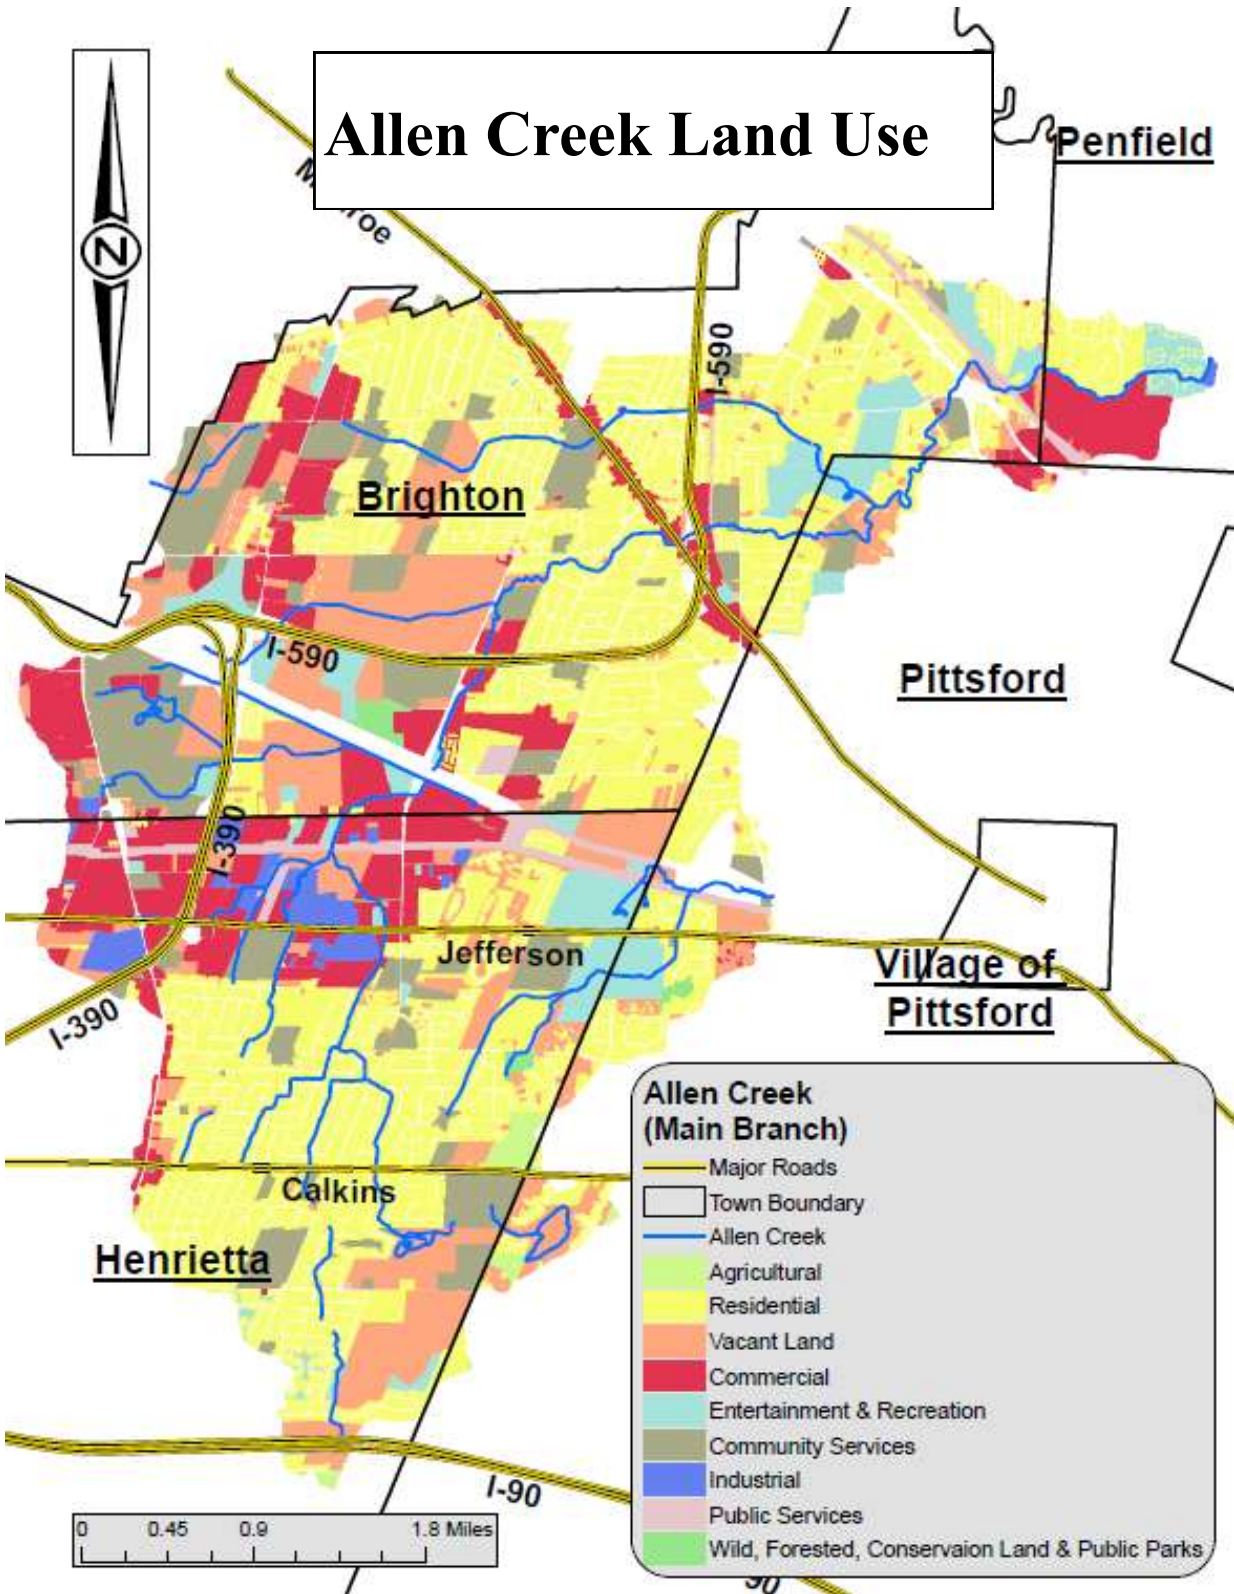 Allen Creek Land Use
Penfield
N
I-590
Brighton
I-590
Pittsford
I-390
Jefferson
Village of
Pittsford
I-390
Calkins
Henrietta
I-90
Allen Creek
(Main Branch)
Major Roads
Town Boundary
Allen Creek
Agricultural
Residential
Vacant Land
Commercial
Entertainment & Recreation
Community Services
Industrial
Public Services
Wild, Forested, Conservaion Land & Public Parks
0 0.45 0.9 1.8 Miles